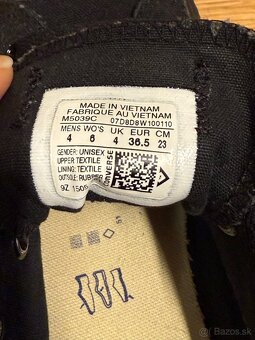 MADE IN VIETNAM
FABRIQUE AU VIETNAM
M5039C 07D8D8W100110
MENS WO'S UK EUR CM
4 6 4 36.5 23
GENDER: UNISEX
UPPER: TEXTILE
LINING: TEXTILE
OUTSOLE: RUBBER
CONVERSE
9Z
bazos.sk